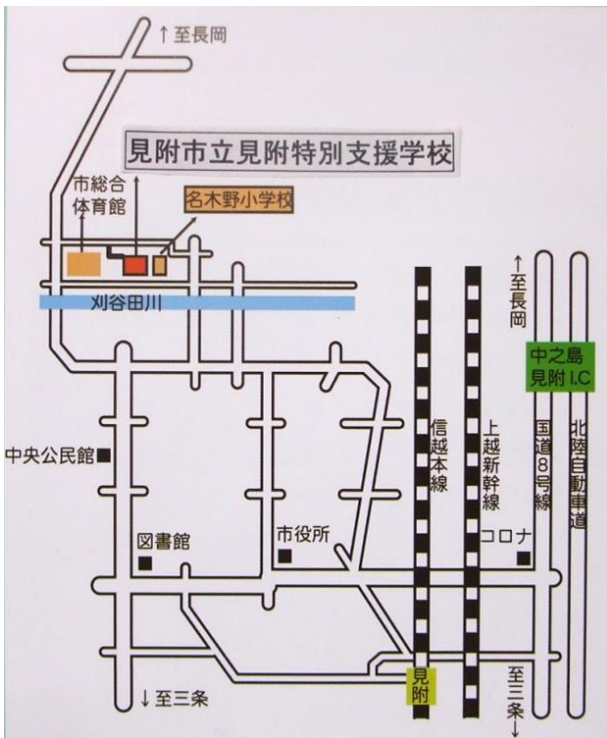 ↑至長岡
見附市立見附特別支援学校
市総合
体育館
名木野小学校
刈谷田川
↑至長岡
中之島
見附I.C
信越本線
上越新幹線
国道8号線
北陸自動車道
中央公民館
図書館
市役所
コロナ
見附
↓至三条
至三条↓